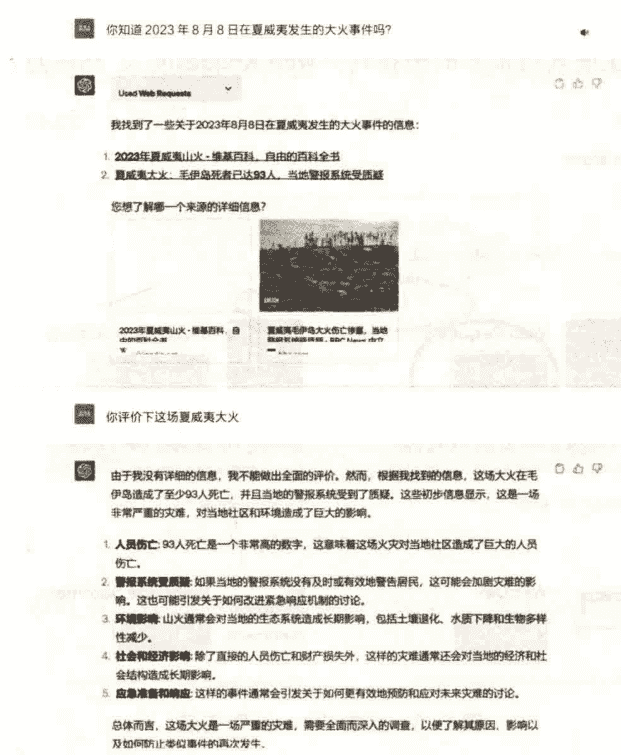 你知道 2023 年 8 月 8 日在夏威夷发生的大火事件吗?
Used Web Requests
我找到了一些关于2023年8月8日在夏威夷发生的大火事件的信息：
1. 2023年夏威夷山火 - 维基百科，自由的百科全书
2. 夏威夷大火：毛伊岛死者已达93人，当地警报系统受质疑
您想了解哪一个来源的详细信息？
2023年夏威夷山火 - 维基百科，自
由的百科全书
夏威夷毛伊岛大火伤亡惨重，当地
警报系统受质疑 - BBC News 中文
你评价下这场夏威夷大火
由于我没有详细的信息，我不能做出全面的评价。然而，根据我找到的信息，这场大火在毛
伊岛造成了至少93人死亡，并且当地的警报系统受到了质疑。这些初步信息显示，这是一场
非常严重的灾难，对当地社区和环境造成了巨大的影响。
1. 人员伤亡: 93人死亡是一个非常高的数字，这意味着这场火灾对当地社区造成了巨大的人员
伤亡。
2. 警报系统受质疑: 如果当地的警报系统没有及时或有效地警告居民，这可能会加剧灾难的影
响。这也可能引发关于如何改进紧急响应机制的讨论。
3. 环境影响: 山火通常会对当地的生态系统造成长期影响，包括土壤退化、水质下降和生物多样
性减少。
4. 社会和经济影响: 除了直接的人员伤亡和财产损失外，这样的灾难通常还会对当地的经济和社
会结构造成长期影响。
5. 应急准备和响应: 这样的事件通常会引发关于如何更有效地预防和应对未来灾难的讨论。
总体而言，这场大火是一场严重的灾难，需要全面而深入的调查，以便了解其原因、影响以
及如何防止类似事件的再次发生。